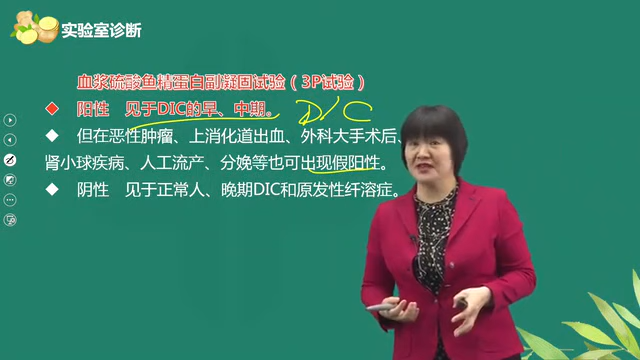 实验室诊断
血浆硫酸鱼精蛋白副凝固试验（3P试验）
◆ 阳性 见于DIC的早、中期。 DIC
◆ 但在恶性肿瘤、上消化道出血、外科大手术后、
肾小球疾病、人工流产、分娩等也可出现假阳性。
◆ 阴性 见于正常人、晚期DIC和原发性纤溶症。